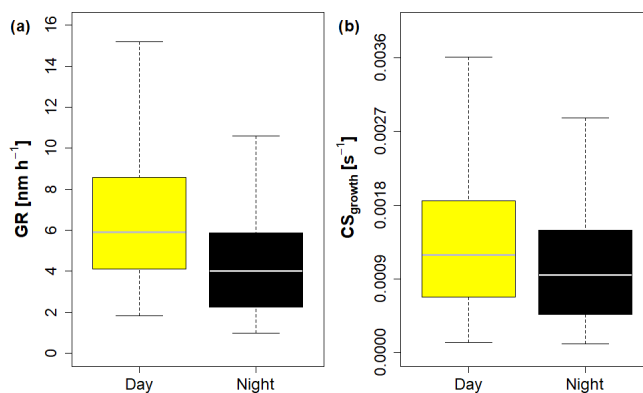 (a)
GR [nm h⁻¹]
16
14
12
10
8
6
4
2
0
Day Night
(b)
CSgrowth [s⁻¹]
0.0036
0.0027
0.0018
0.0009
0.0000
Day Night